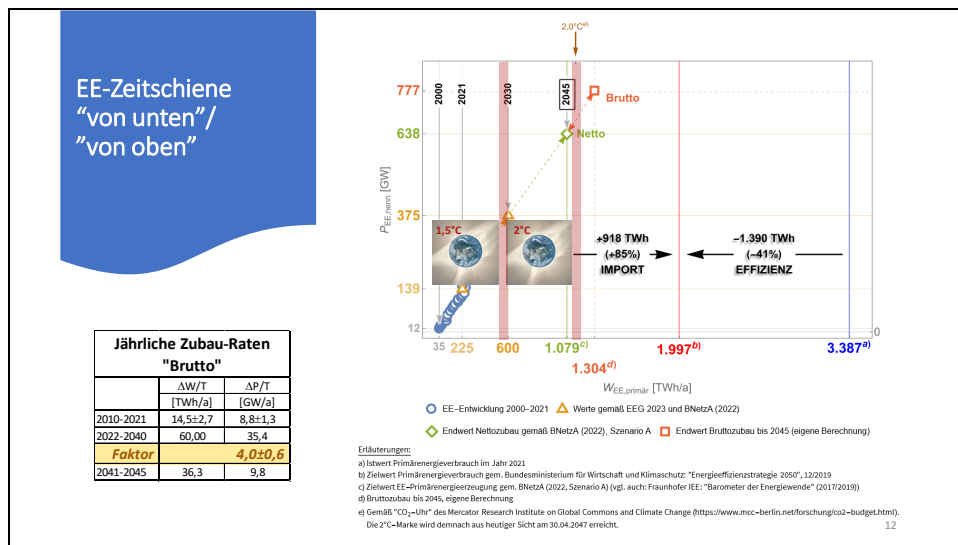 EE-Zeitschiene
“von unten”/
”von oben”
2,0°C e)
777
638
375
139
12
P EE,nenn [GW]
2000
2021
2030
2045
Brutto
Netto
1,5°C
2°C
+918 TWh
(+85%)
IMPORT
−1.390 TWh
(−41%)
EFFIZIENZ
0
35
225
600
1.079 c)
1.304 d)
1.997 b)
3.387 a)
W EE,primär [TWh/a]
EE−Entwicklung 2000−2021
Werte gemäß EEG 2023 und BNetzA (2022)
Endwert Nettozubau gemäß BNetzA (2022), Szenario A
Endwert Bruttozubau bis 2045 (eigene Berechnung)
Jährliche Zubau-Raten
"Brutto"
ΔW/T ΔP/T
[TWh/a] [GW/a]
2010-2021 14,5±2,7 8,8±1,3
2022-2040 60,00 35,4
Faktor 4,0±0,6
2041-2045 36,3 9,8
Erläuterungen:
a) Istwert Primärenergieverbrauch im Jahr 2021
b) Zielwert Primärenergieverbrauch gem. Bundesministerium für Wirtschaft und Klimaschutz: "Energieeffizienzstrategie 2050", 12/2019
c) Zielwert EE−Primärenergieerzeugung gem. BNetzA (2022, Szenario A) (vgl. auch: Fraunhofer IEE: "Barometer der Energiewende" (2017/2019))
d) Bruttozubau bis 2045, eigene Berechnung
e) Gemäß "CO2−Uhr" des Mercator Research Institute on Global Commons and Climate Change (https://www.mcc−berlin.net/forschung/co2−budget.html).
Die 2°C−Marke wird demnach aus heutiger Sicht am 30.04.2047 erreicht.
12